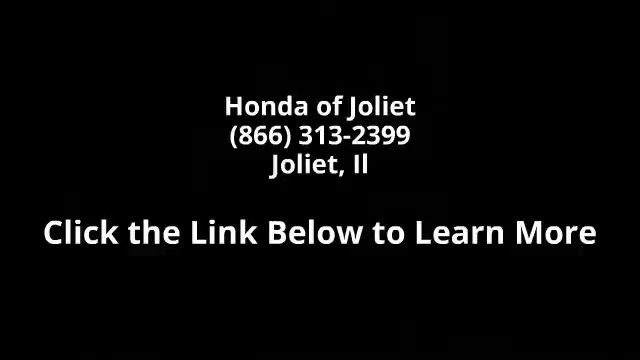 Honda of Joliet
(866) 313-2399
Joliet, Il
Click the Link Below to Learn More